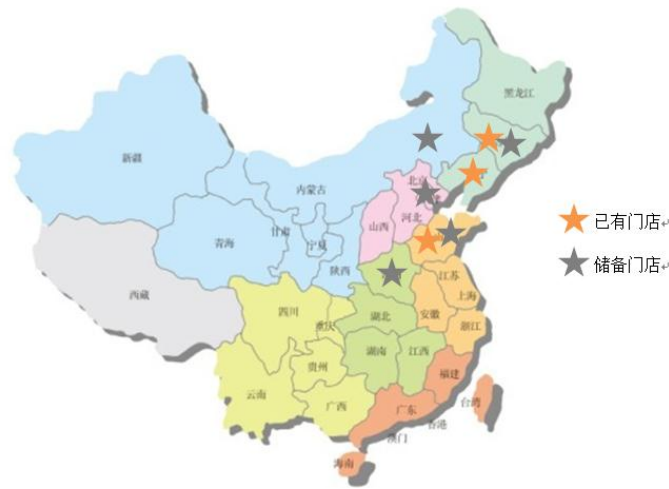 黑龙江
新疆
北京
内蒙古
河北
山西
甘肃
宁夏
青海
陕西
已有门店
储备门店
西藏
江苏
上海
四川
重庆
湖北
安徽
浙江
湖南
江西
贵州
福建
云南
广西
广东
台湾
香港
澳门
海南